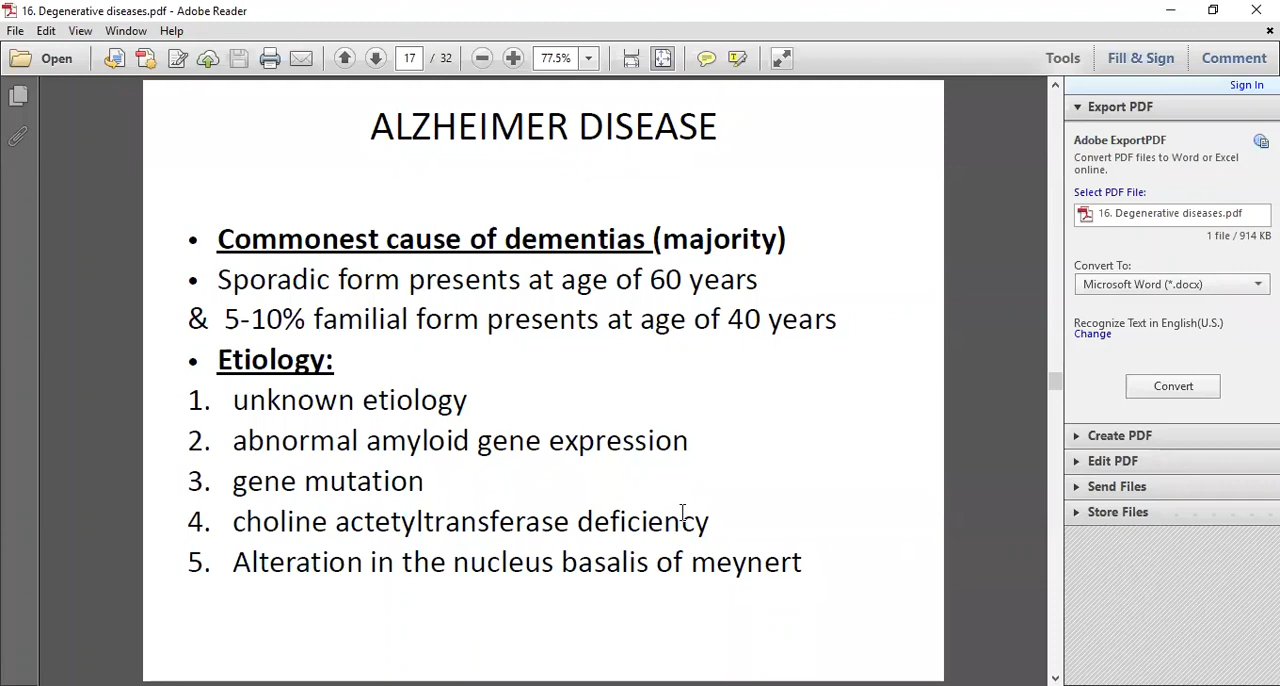 16. Degenerative diseases.pdf - Adobe Reader
File Edit View Window Help
Open 17 / 32 77.5% Tools Fill & Sign Comment
Sign In
ALZHEIMER DISEASE
• Commonest cause of dementias (majority)
• Sporadic form presents at age of 60 years
& 5-10% familial form presents at age of 40 years
• Etiology:
1. unknown etiology
2. abnormal amyloid gene expression
3. gene mutation
4. choline actetyltransferase deficiency
5. Alteration in the nucleus basalis of meynert
Export PDF
Adobe ExportPDF
Convert PDF files to Word or Excel
online.
Select PDF File:
16. Degenerative diseases.pdf
1 file / 914 KB
Convert To:
Microsoft Word (*.docx)
Recognize Text in English(U.S.)
Change
Convert
Create PDF
Edit PDF
Send Files
Store Files